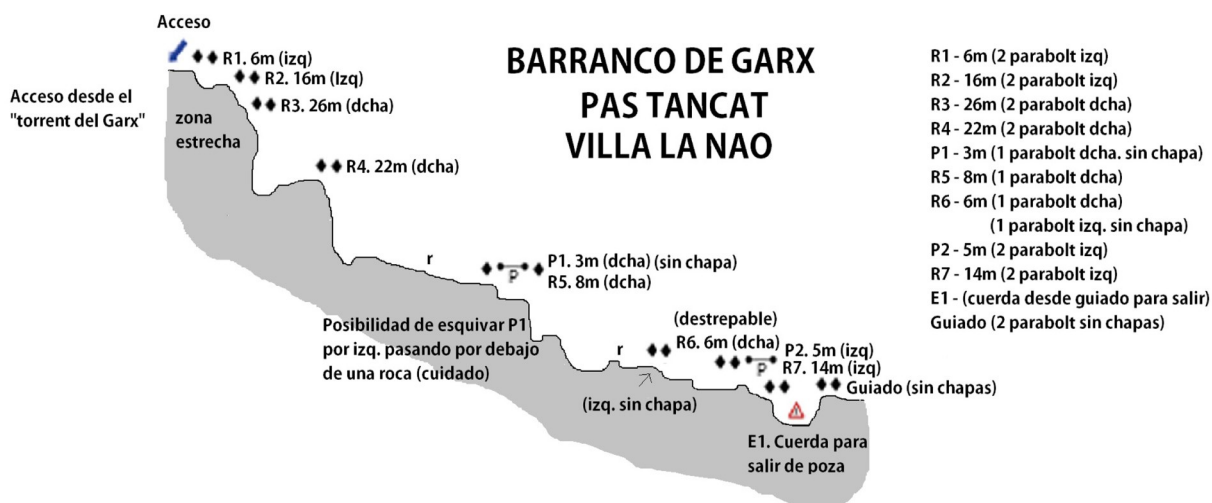 Acceso
R1. 6m (izq)
R2. 16m (Izq)
R3. 26m (dcha)
Acceso desde el
"torrent del Garx"
zona
estrecha
R4. 22m (dcha)
BARRANCO DE GARX
PAS TANCAT
VILLA LA NAO
r
P
P1. 3m (dcha) (sin chapa)
R5. 8m (dcha)
Posibilidad de esquivar P1
por izq. pasando por debajo
de una roca (cuidado)
(destrepable)
r
R6. 6m (dcha)
P
P2. 5m (izq)
R7. 14m (izq)
(izq. sin chapa)
Guiado (sin chapas)
E1. Cuerda para
salir de poza
R1 - 6m (2 parabolt izq)
R2 - 16m (2 parabolt izq)
R3 - 26m (2 parabolt dcha)
R4 - 22m (2 parabolt dcha)
P1 - 3m (1 parabolt dcha. sin chapa)
R5 - 8m (1 parabolt dcha)
R6 - 6m (1 parabolt dcha)
(1 parabolt izq. sin chapa)
P2 - 5m (2 parabolt izq)
R7 - 14m (2 parabolt izq)
E1 - (cuerda desde guiado para salir)
Guiado (2 parabolt sin chapas)